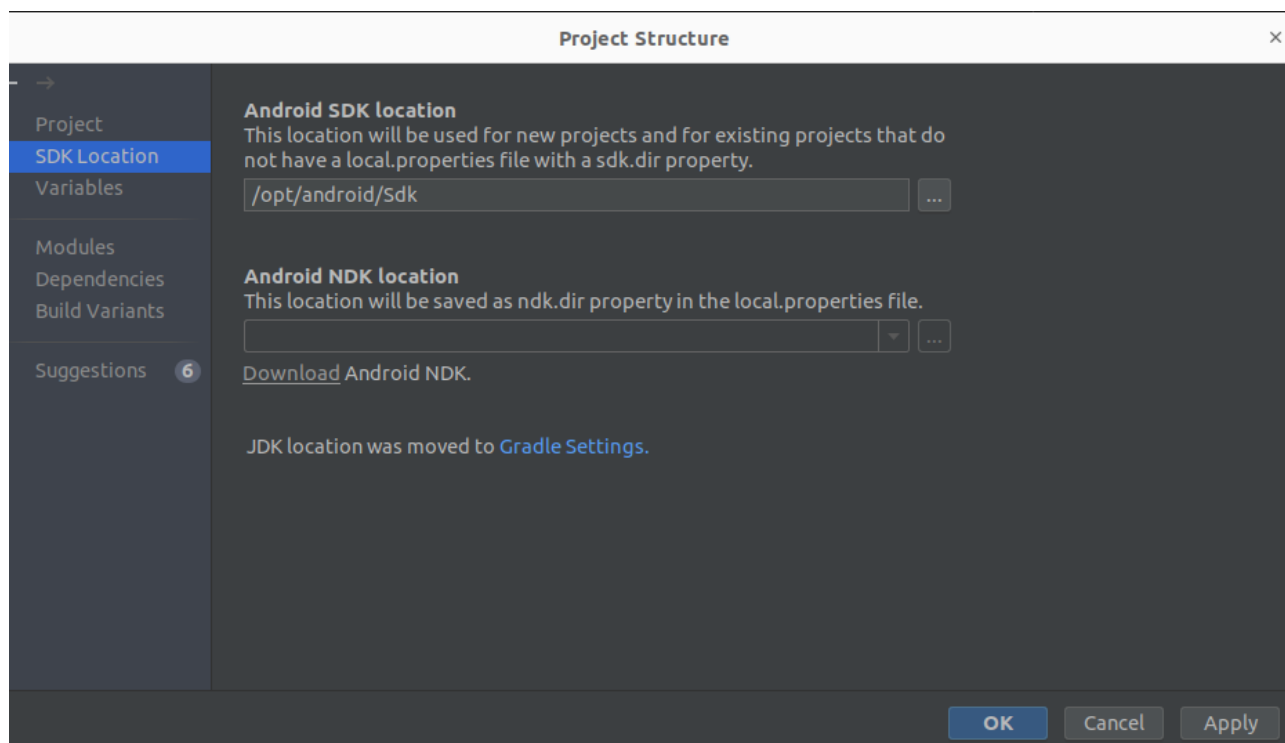 Project Structure
×
→
Project
SDK Location
Variables
Modules
Dependencies
Build Variants
Suggestions 6
Android SDK location
This location will be used for new projects and for existing projects that do
not have a local.properties file with a sdk.dir property.
/opt/android/Sdk
...
Android NDK location
This location will be saved as ndk.dir property in the local.properties file.
...
Download Android NDK.
JDK location was moved to Gradle Settings.
OK Cancel Apply